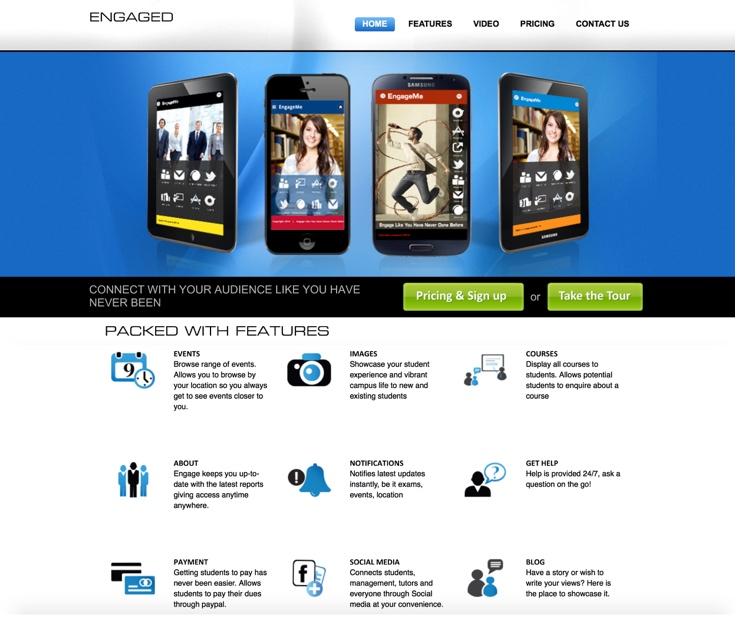 ENGAGED
HOME FEATURES VIDEO PRICING CONTACT US
EngageMe
EngageMe
SAMSUNG
EngageMe
EngageMe
Engage Like You Have Never Done Before
SAMSUNG
CONNECT WITH YOUR AUDIENCE LIKE YOU HAVE
NEVER BEEN
Pricing & Sign up or Take the Tour
PACKED WITH FEATURES
9
EVENTS
Browse range of events.
Allows you to browse by
your location so you always
get to see events closer to
you.
IMAGES
Showcase your student
experience and vibrant
campus life to new and
existing students
COURSES
Display all courses to
students. Allows potential
students to enquire about a
course
ABOUT
Engage keeps you up-to-
date with the latest reports
giving access anytime
anywhere.
NOTIFICATIONS
Notifies latest updates
instantly, be it exams,
events, location
GET HELP
Help is provided 24/7, ask a
question on the go!
PAYMENT
Getting students to pay has
never been easier. Allows
students to pay their dues
through paypal.
SOCIAL MEDIA
Connects students,
management, tutors and
everyone through Social
media at your convenience.
BLOG
Have a story or wish to
write your views? Here is
the place to showcase it.